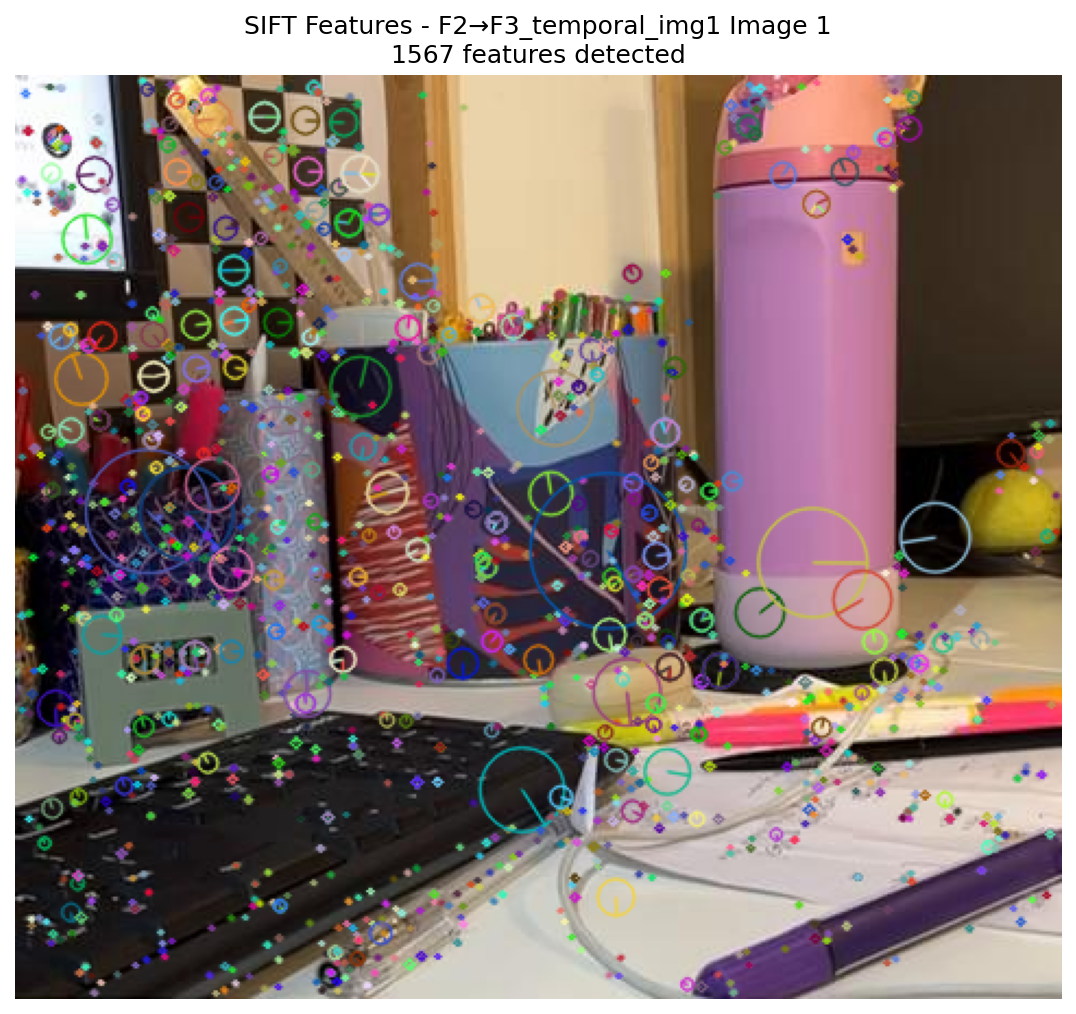 SIFT Features - F2→F3_temporal_img1 Image 1
1567 features detected